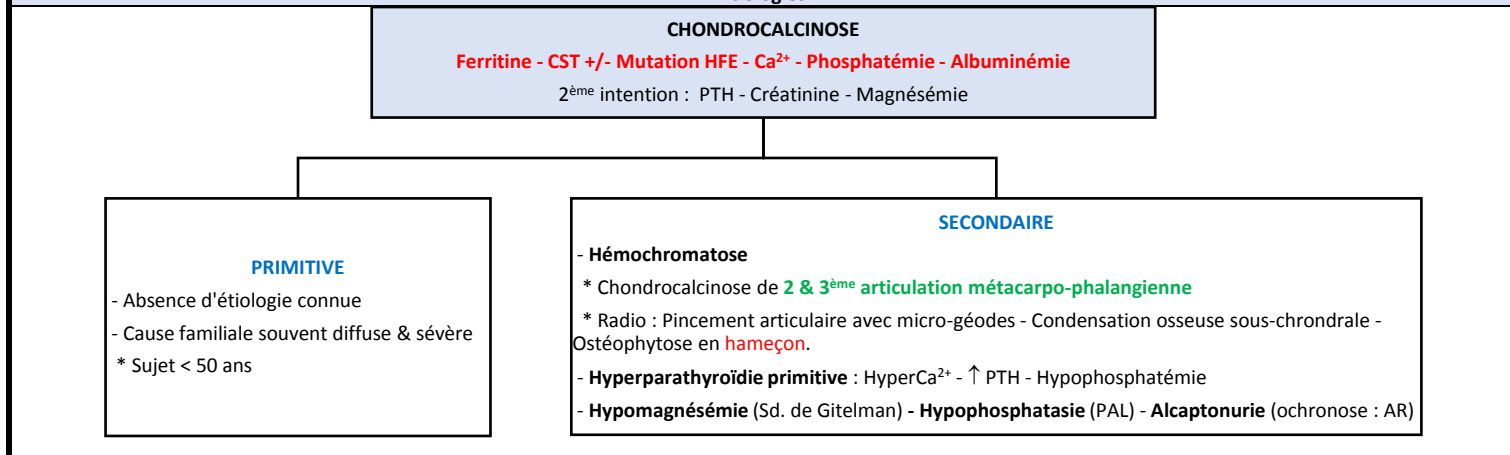 CHONDROCALCINOSE
Ferritine - CST +/- Mutation HFE - Ca²⁺ - Phosphatémie - Albuminémie
2ème intention : PTH - Créatinine - Magnésémie
PRIMITIVE
- Absence d'étiologie connue
- Cause familiale souvent diffuse & sévère
* Sujet < 50 ans
SECONDAIRE
- Hémochromatose
* Chondrocalcinose de 2 & 3ème articulation métacarpo-phalangienne
* Radio : Pincement articulaire avec micro-géodes - Condensation osseuse sous-chrondrale -
Ostéophytose en hameçon.
- Hyperparathyroïdie primitive : HyperCa²⁺ - ↑ PTH - Hypophosphatémie
- Hypomagnésémie (Sd. de Gitelman) - Hypophosphatasie (PAL) - Alcaptonurie (ochronose : AR)